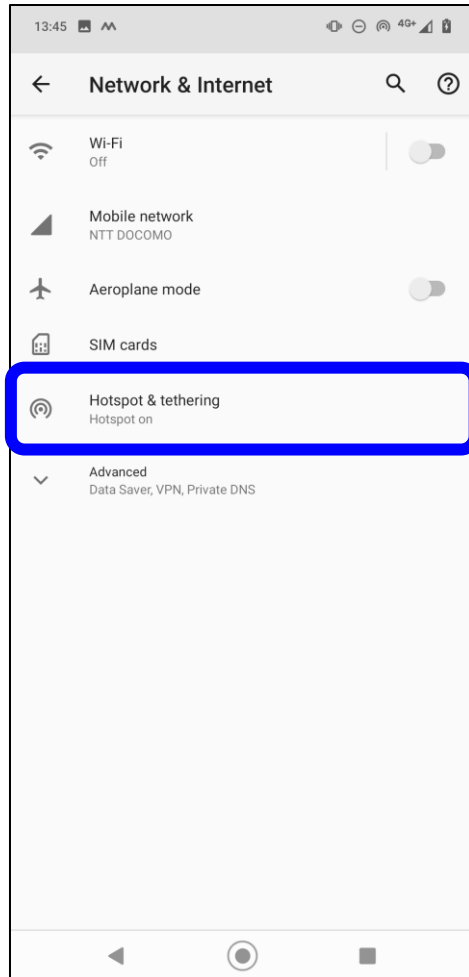 13:45 4G+
Network & Internet
Wi-Fi
Off
Mobile network
NTT DOCOMO
Aeroplane mode
SIM cards
Hotspot & tethering
Hotspot on
Advanced
Data Saver, VPN, Private DNS